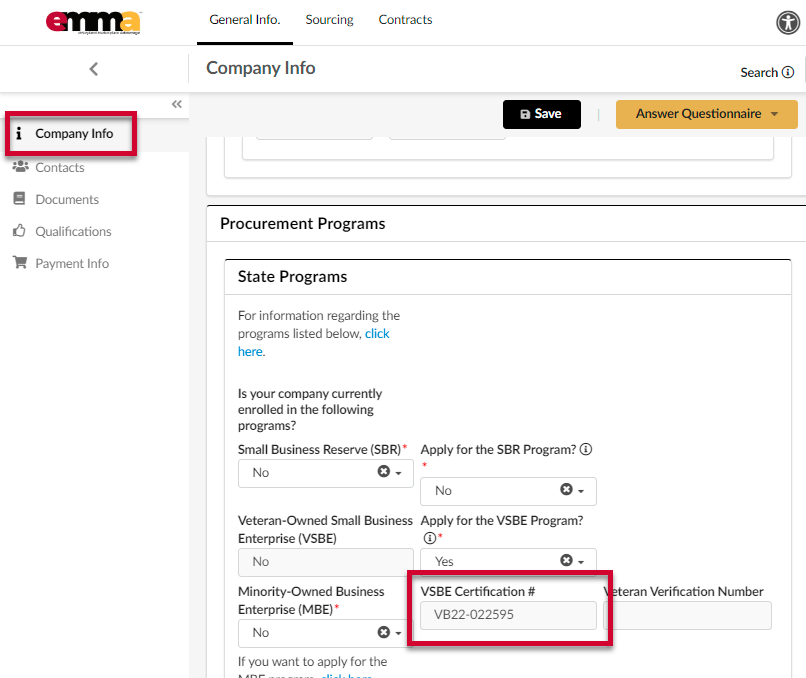 emma
General Info. Sourcing Contracts
Company Info
Search
Save
Answer Questionnaire
Company Info
Contacts
Documents
Qualifications
Payment Info
Procurement Programs
State Programs
For information regarding the
programs listed below, click
here.
Is your company currently
enrolled in the following
programs?
Small Business Reserve (SBR)* Apply for the SBR Program?
*
No
No
Veteran-Owned Small Business Apply for the VSBE Program?
Enterprise (VSBE) *
No
Yes
Minority-Owned Business VSBE Certification # Veteran Verification Number
Enterprise (MBE)*
VB22-022595
No
If you want to apply for the
MBE program, click here